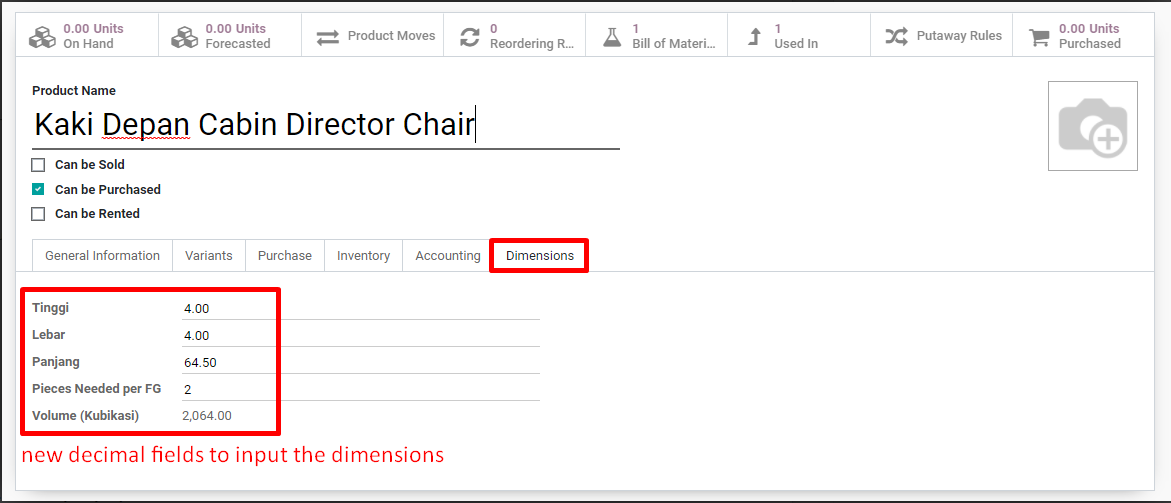 0.00 Units
On Hand
0.00 Units
Forecasted
Product Moves
0
Reordering R...
1
Bill of Materi...
1
Used In
Putaway Rules
0.00 Units
Purchased
Product Name
Kaki Depan Cabin Director Chair
Can be Sold
Can be Purchased
Can be Rented
General Information Variants Purchase Inventory Accounting Dimensions
Tinggi 4.00
Lebar 4.00
Panjang 64.50
Pieces Needed per FG 2
Volume (Kubikasi) 2,064.00
new decimal fields to input the dimensions